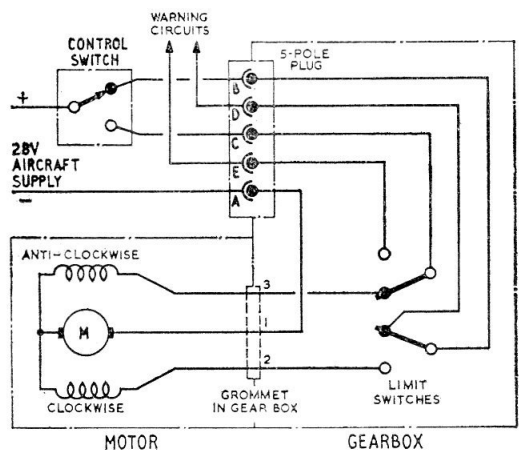 WARNING
CIRCUITS
CONTROL
SWITCH
5-POLE
PLUG
B
D
C
E
A
+
28V
AIRCRAFT
SUPPLY
−
ANTI-CLOCKWISE
M
CLOCKWISE
3
1
2
GROMMET
IN GEAR BOX
LIMIT
SWITCHES
MOTOR
GEARBOX